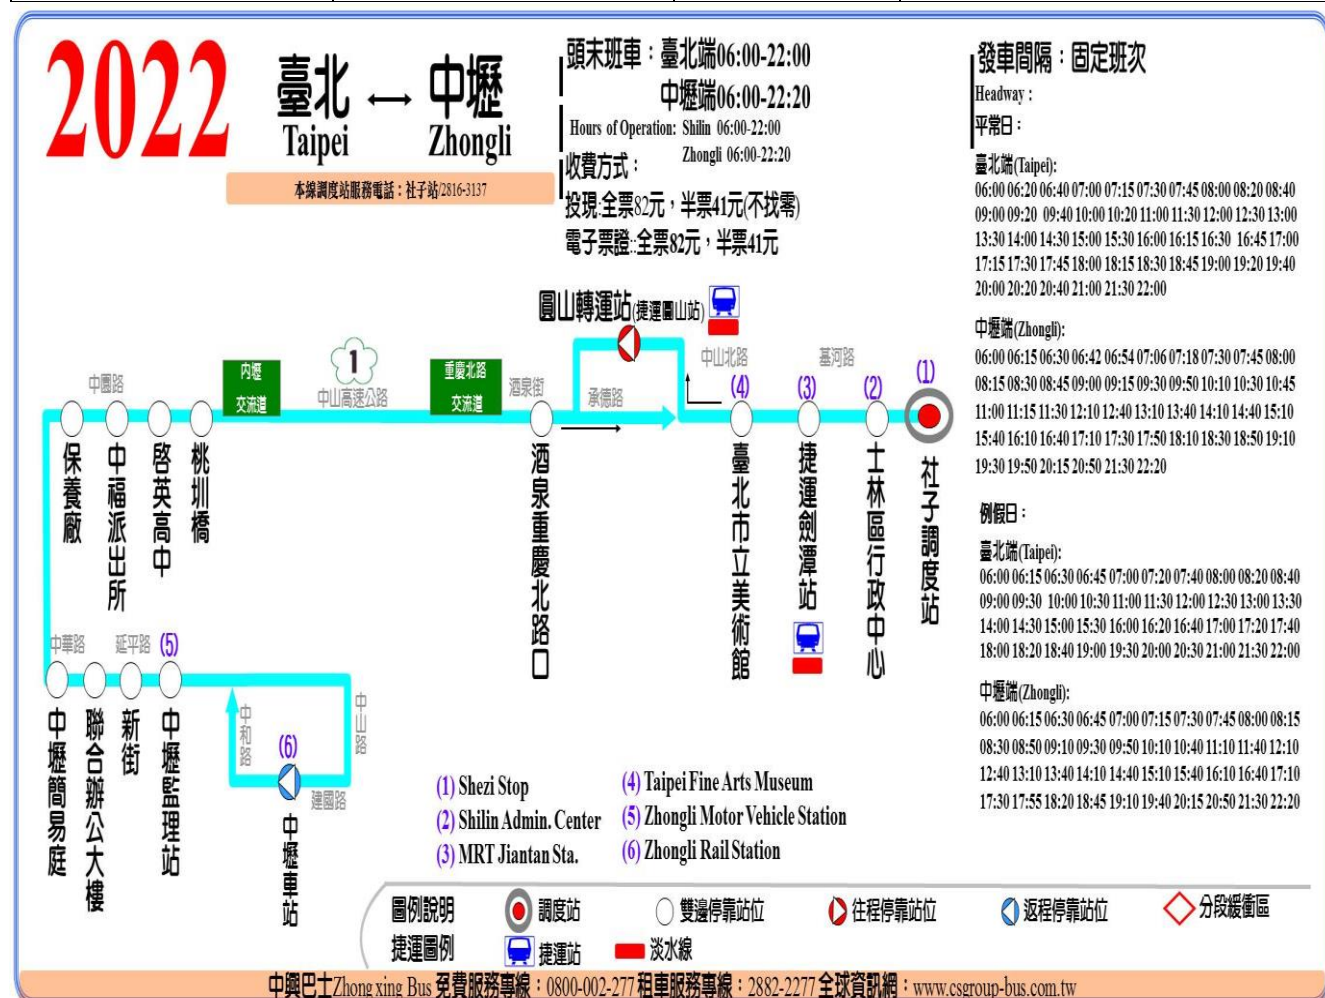 2022
臺北 ↔ 中壢
Taipei Zhongli
本線調度站服務電話：社子站/2816-3137
頭末班車：臺北端06:00-22:00
中壢端06:00-22:20
Hours of Operation: Shilin 06:00-22:00
Zhongli 06:00-22:20
收費方式：
投現:全票82元，半票41元(不找零)
電子票證::全票82元，半票41元
發車間隔：固定班次
Headway :
平常日：
臺北端(Taipei):
06:00 06:20 06:40 07:00 07:15 07:30 07:45 08:00 08:20 08:40
09:00 09:20 09:40 10:00 10:20 11:00 11:30 12:00 12:30 13:00
13:30 14:00 14:30 15:00 15:30 16:00 16:15 16:30 16:45 17:00
17:15 17:30 17:45 18:00 18:15 18:30 18:45 19:00 19:20 19:40
20:00 20:20 20:40 21:00 21:30 22:00
中壢端(Zhongli):
06:00 06:15 06:30 06:42 06:54 07:06 07:18 07:30 07:45 08:00
08:15 08:30 08:45 09:00 09:15 09:30 09:50 10:10 10:30 10:45
11:00 11:15 11:30 12:10 12:40 13:10 13:40 14:10 14:40 15:10
15:40 16:10 16:40 17:10 17:30 17:50 18:10 18:30 18:50 19:10
19:30 19:50 20:15 20:50 21:30 22:20
例假日：
臺北端(Taipei):
06:00 06:15 06:30 06:45 07:00 07:20 07:40 08:00 08:20 08:40
09:00 09:30 10:00 10:30 11:00 11:30 12:00 12:30 13:00 13:30
14:00 14:30 15:00 15:30 16:00 16:20 16:40 17:00 17:20 17:40
18:00 18:20 18:40 19:00 19:30 20:00 20:30 21:00 21:30 22:00
中壢端(Zhongli):
06:00 06:15 06:30 06:45 07:00 07:15 07:30 07:45 08:00 08:15
08:30 08:50 09:10 09:30 09:50 10:10 10:40 11:10 11:40 12:10
12:40 13:10 13:40 14:10 14:40 15:10 15:40 16:10 16:40 17:10
17:30 17:55 18:20 18:45 19:10 19:40 20:15 20:50 21:30 22:20
圓山轉運站(捷運圓山站)
中園路
內壢
交流道
1
中山高速公路
重慶北路
交流道
酒泉街
承德路
中山北路
基河路
(4)
(3)
(2)
(1)
保養廠
中福派出所
啓英高中
桃圳橋
酒泉重慶北路口
臺北市立美術館
捷運劍潭站
士林區行政中心
社子調度站
中華路
延平路
(5)
中和路
中山路
(6)
建國路
中壢簡易庭
聯合辦公大樓
新街
中壢監理站
中壢車站
(1) Shezi Stop
(2) Shilin Admin. Center
(3) MRT Jiantan Sta.
(4) Taipei Fine Arts Museum
(5) Zhongli Motor Vehicle Station
(6) Zhongli Rail Station
圖例說明 調度站 雙邊停靠站位 往程停靠站位 返程停靠站位 分段緩衝區
捷運圖例 捷運站 淡水線
中興巴士Zhong xing Bus 免費服務專線：0800-002-277 租車服務專線：2882-2277 全球資訊網：www.csgroup-bus.com.tw